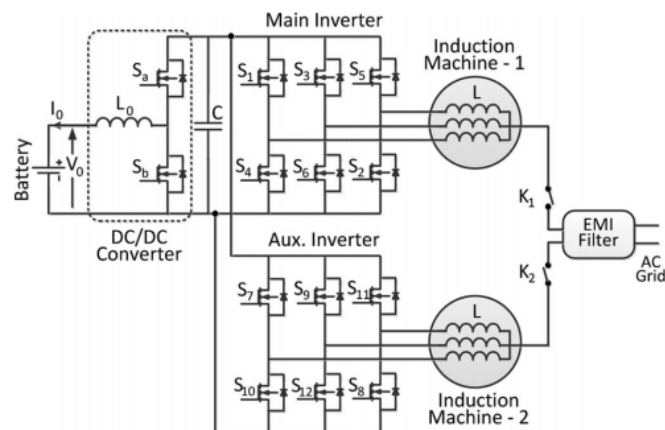 Main Inverter
Induction
Machine - 1
Sa
S1
S3
S5
L
I0
L0
C
Battery
+
-
V0
Sb
S4
S6
S2
K1
DC/DC
Converter
EMI
Filter
AC
Grid
Aux. Inverter
K2
S7
S9
S11
L
S10
S12
S8
Induction
Machine - 2